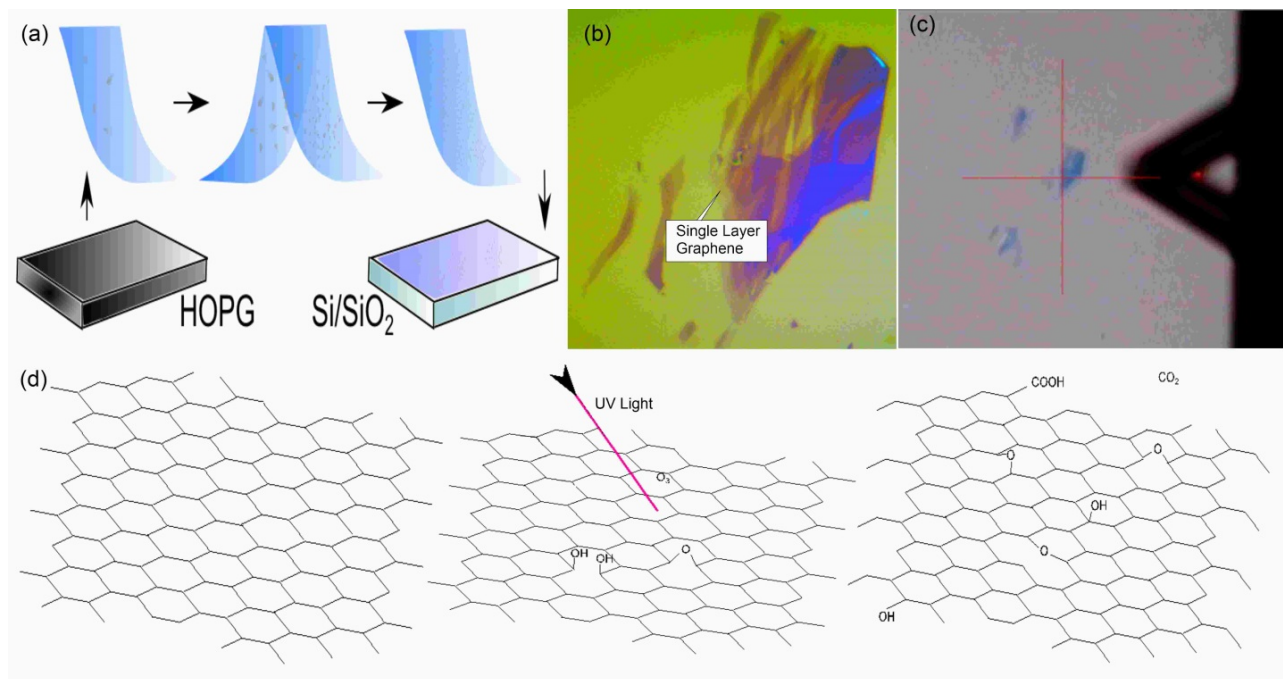 (a)
HOPG
Si/SiO2
(b)
Single Layer
Graphene
(c)
(d)
UV Light
O3
OH
OH
O
COOH
CO2
O
O
OH
O
OH